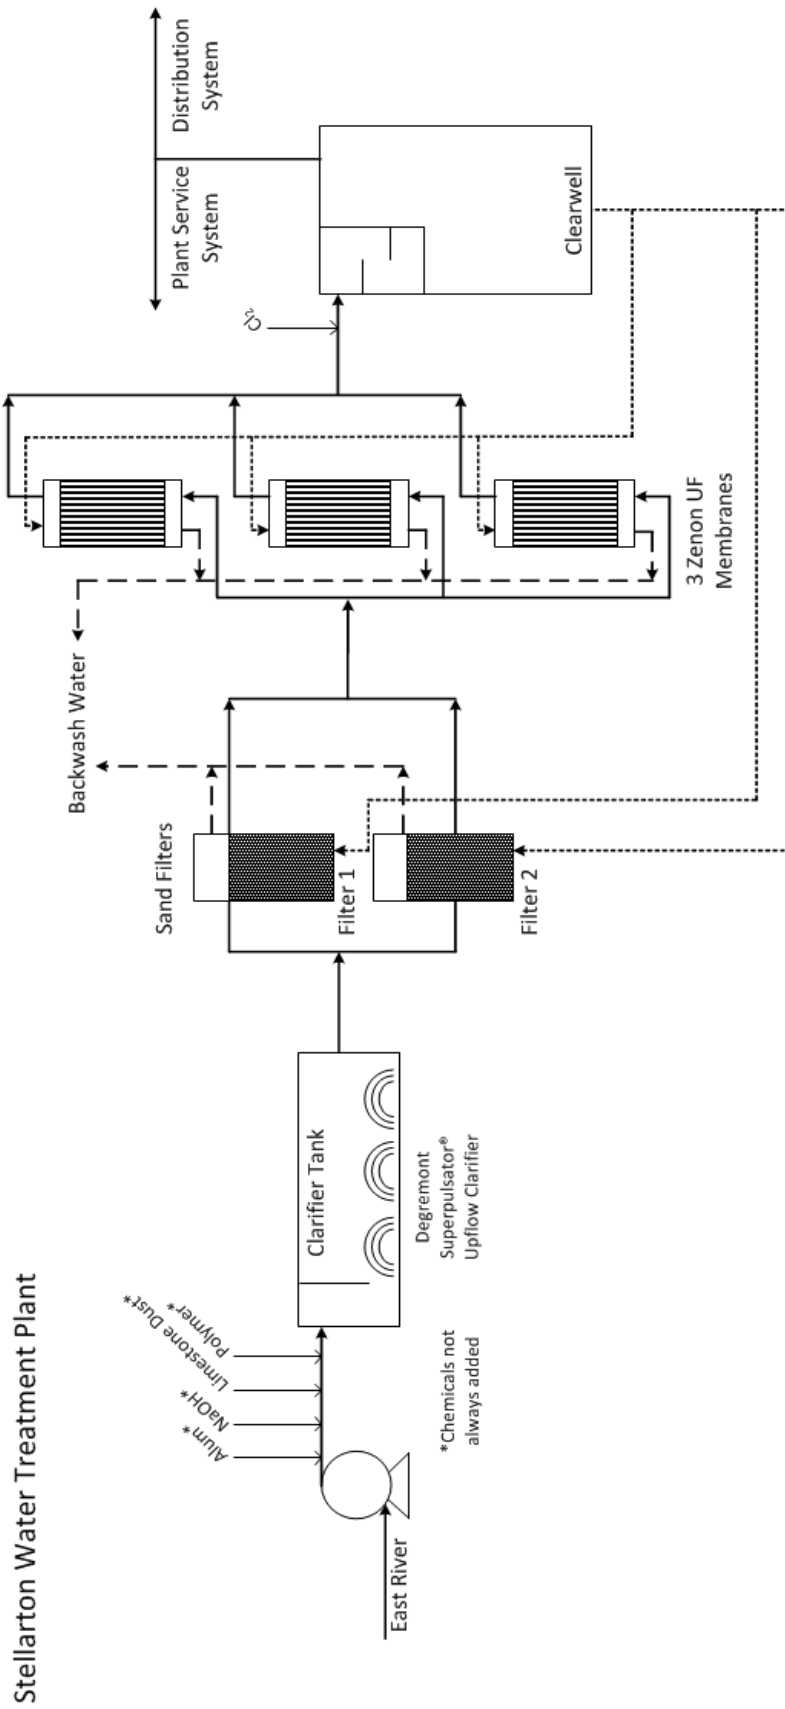 Stellarton Water Treatment Plant
East River
Alum*
NaOH*
Limestone Dust*
Polymer*
*Chemicals not
always added
Clarifier Tank
Degremont
Superpulsator®
Upflow Clarifier
Sand Filters
Filter 1
Filter 2
Backwash Water
3 Zenon UF
Membranes
Cl₂
Plant Service
System
Distribution
System
Clearwell